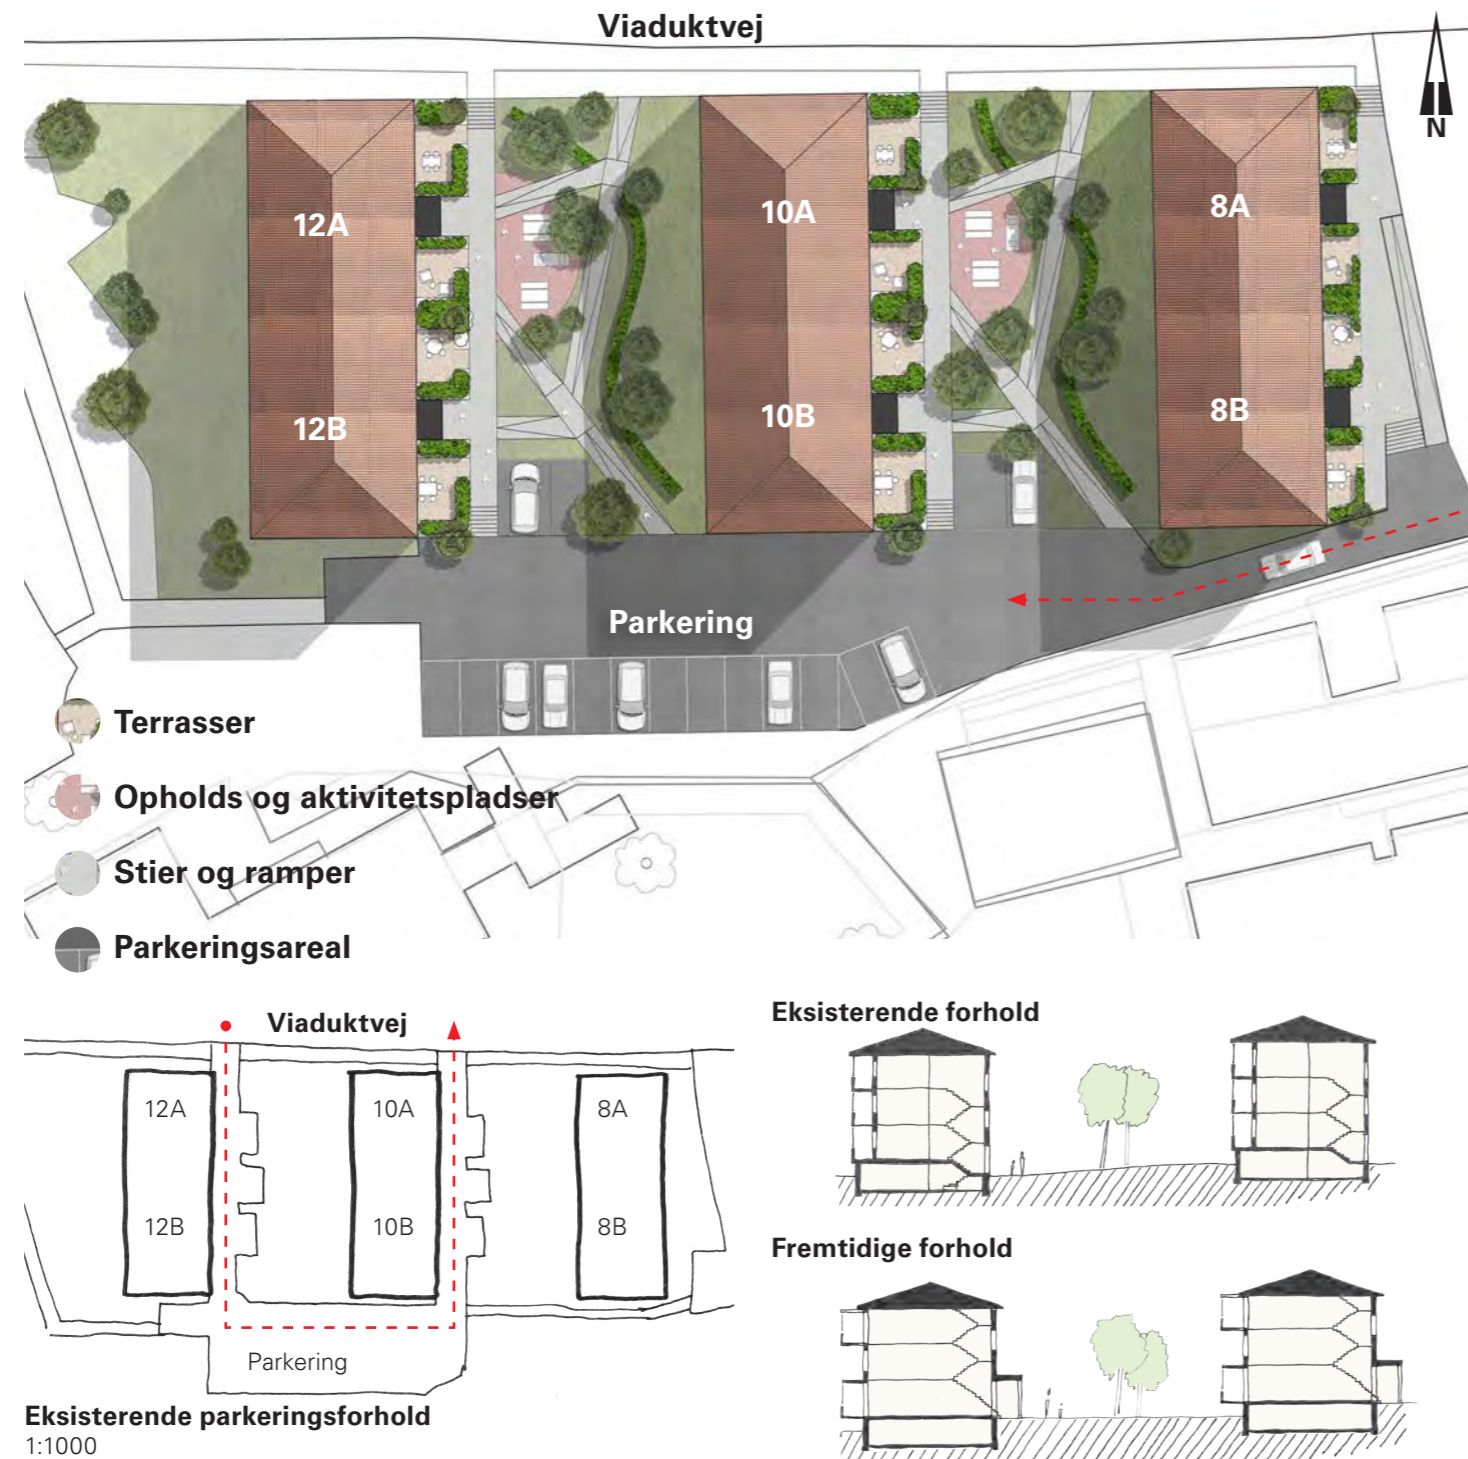 Viaduktvej
N
12A
10A
8A
12B
10B
8B
Parkering
Terrasser
Opholds og aktivitetspladser
Stier og ramper
Parkeringsareal
Viaduktvej
12A
10A
8A
12B
10B
8B
Parkering
Eksisterende parkeringsforhold
1:1000
Eksisterende forhold
Fremtidige forhold